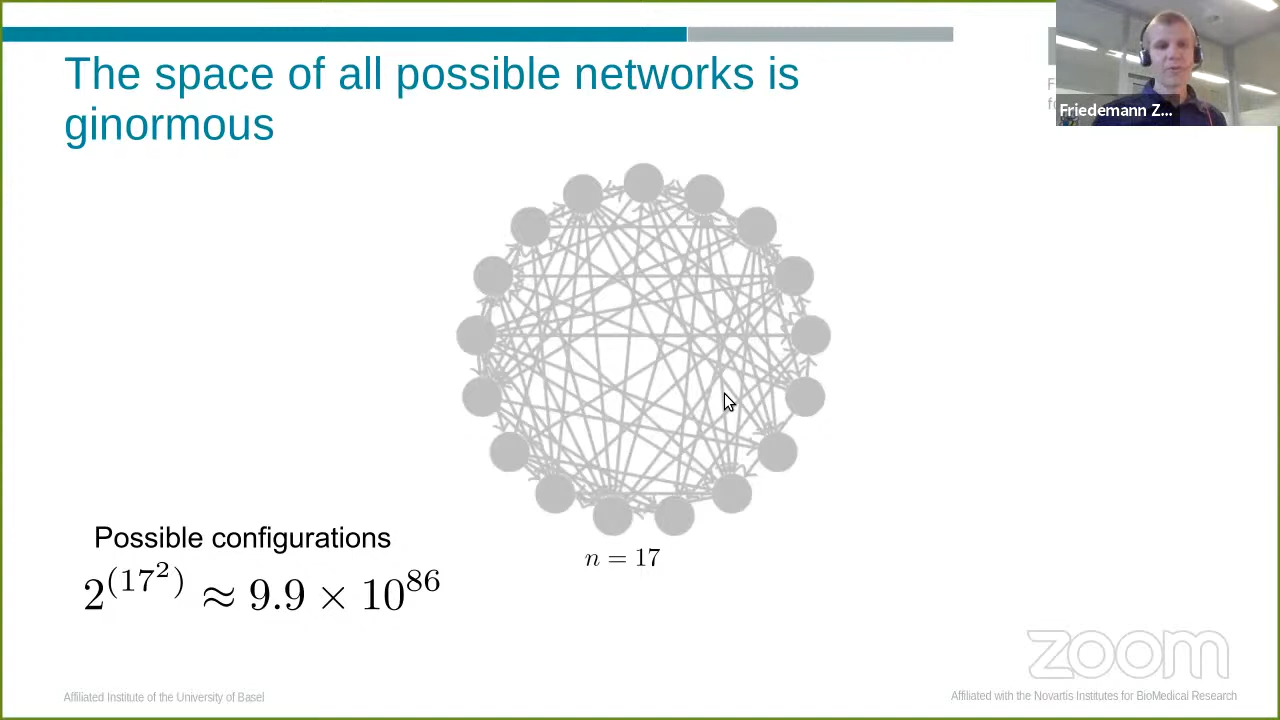 The space of all possible networks is
ginormous
Friedemann Z...
n = 17
Possible configurations
2^(17^2) ≈ 9.9 × 10^86
zoom
Affiliated Institute of the University of Basel
Affiliated with the Novartis Institutes for BioMedical Research